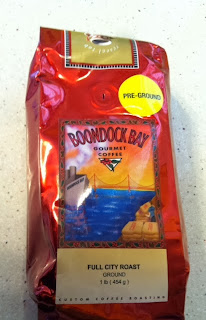 PRE-GROUND
BOONDOCK BAY
GOURMET
COFFEE
FULL CITY ROAST
GROUND
1 lb ( 454 g )
CUSTOM COFFEE ROASTING